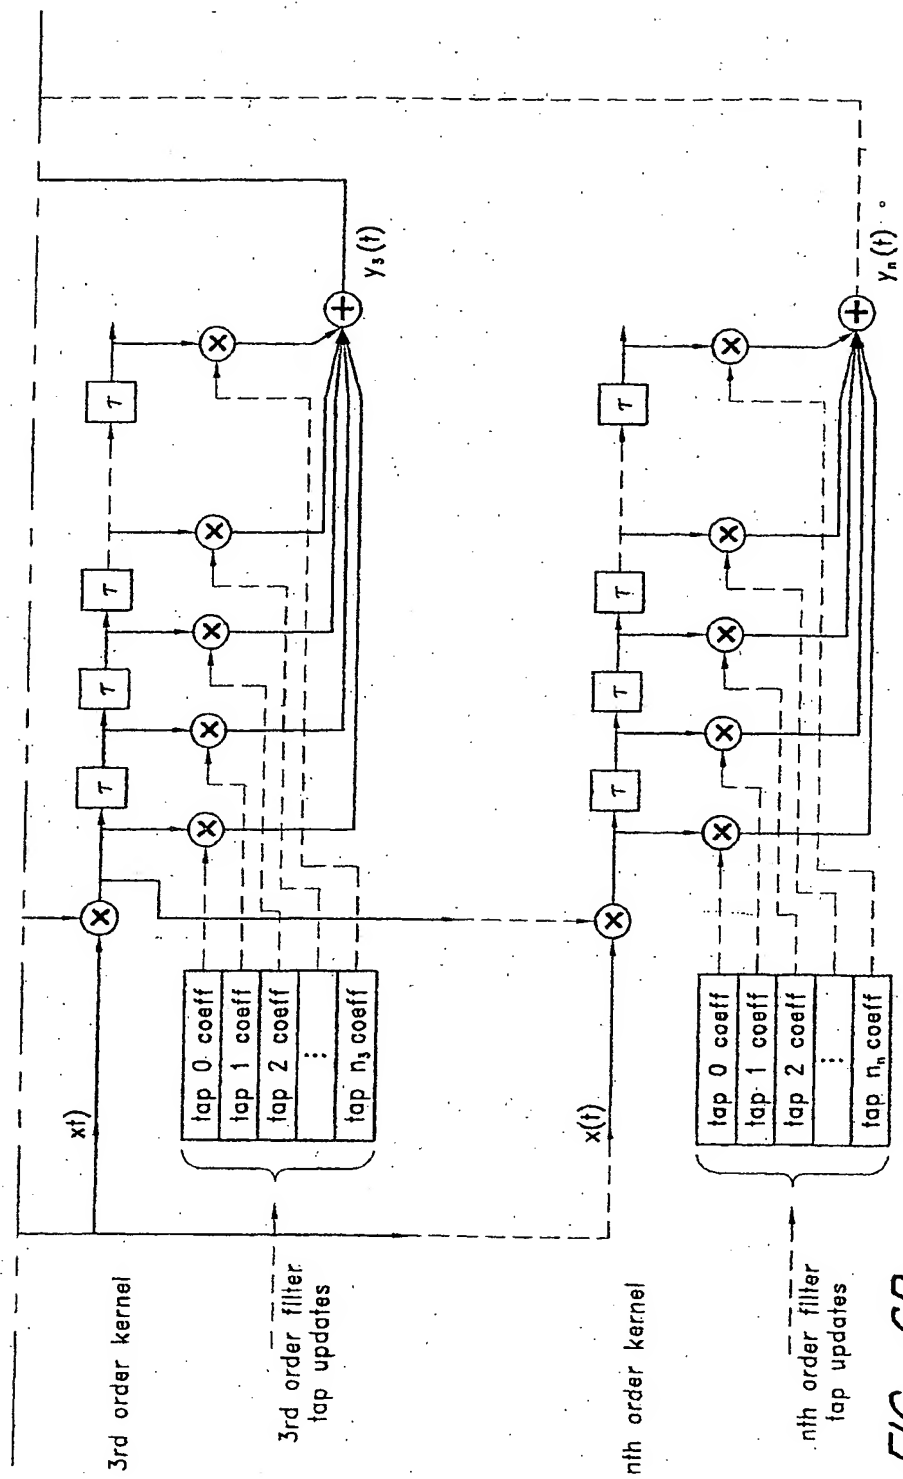 3rd order kernel
xt)
τ
τ
τ
τ
×
×
×
×
×
×
+
y₃(t)
3rd order filter
tap updates
tap 0 coeff
tap 1 coeff
tap 2 coeff
⋮
tap n₃ coeff
nth order kernel
x(t)
τ
τ
τ
τ
×
×
×
×
×
×
+
yₙ(t)
nth order filter
tap updates
tap 0 coeff
tap 1 coeff
tap 2 coeff
⋮
tap nₙ coeff
FIG.